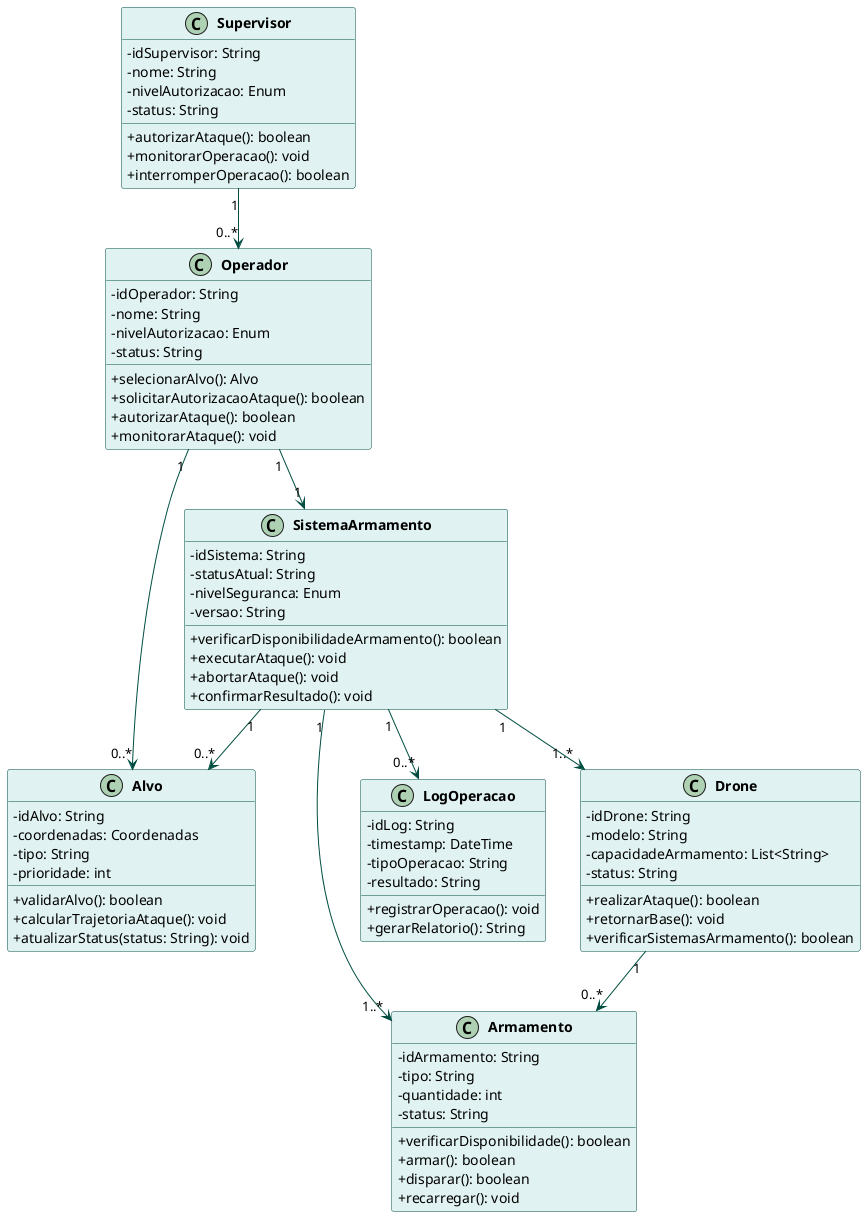 C Supervisor
-idSupervisor: String
-nome: String
-nivelAutorizacao: Enum
-status: String
+autorizarAtaque(): boolean
+monitorarOperacao(): void
+interromperOperacao(): boolean
1
0..*
C Operador
-idOperador: String
-nome: String
-nivelAutorizacao: Enum
-status: String
+selecionarAlvo(): Alvo
+solicitarAutorizacaoAtaque(): boolean
+autorizarAtaque(): boolean
+monitorarAtaque(): void
1
1
1
C SistemaArmamento
-idSistema: String
-statusAtual: String
-nivelSeguranca: Enum
-versao: String
+verificarDisponibilidadeArmamento(): boolean
+executarAtaque(): void
+abortarAtaque(): void
+confirmarResultado(): void
1
1
1
1
0..*
0..*
0..*
1..*
C Alvo
-idAlvo: String
-coordenadas: Coordenadas
-tipo: String
-prioridade: int
+validarAlvo(): boolean
+calcularTrajetoriaAtaque(): void
+atualizarStatus(status: String): void
C LogOperacao
-idLog: String
-timestamp: DateTime
-tipoOperacao: String
-resultado: String
+registrarOperacao(): void
+gerarRelatorio(): String
C Drone
-idDrone: String
-modelo: String
-capacidadeArmamento: List<String>
-status: String
+realizarAtaque(): boolean
+retornarBase(): void
+verificarSistemasArmamento(): boolean
1
1..*
0..*
C Armamento
-idArmamento: String
-tipo: String
-quantidade: int
-status: String
+verificarDisponibilidade(): boolean
+armar(): boolean
+disparar(): boolean
+recarregar(): void